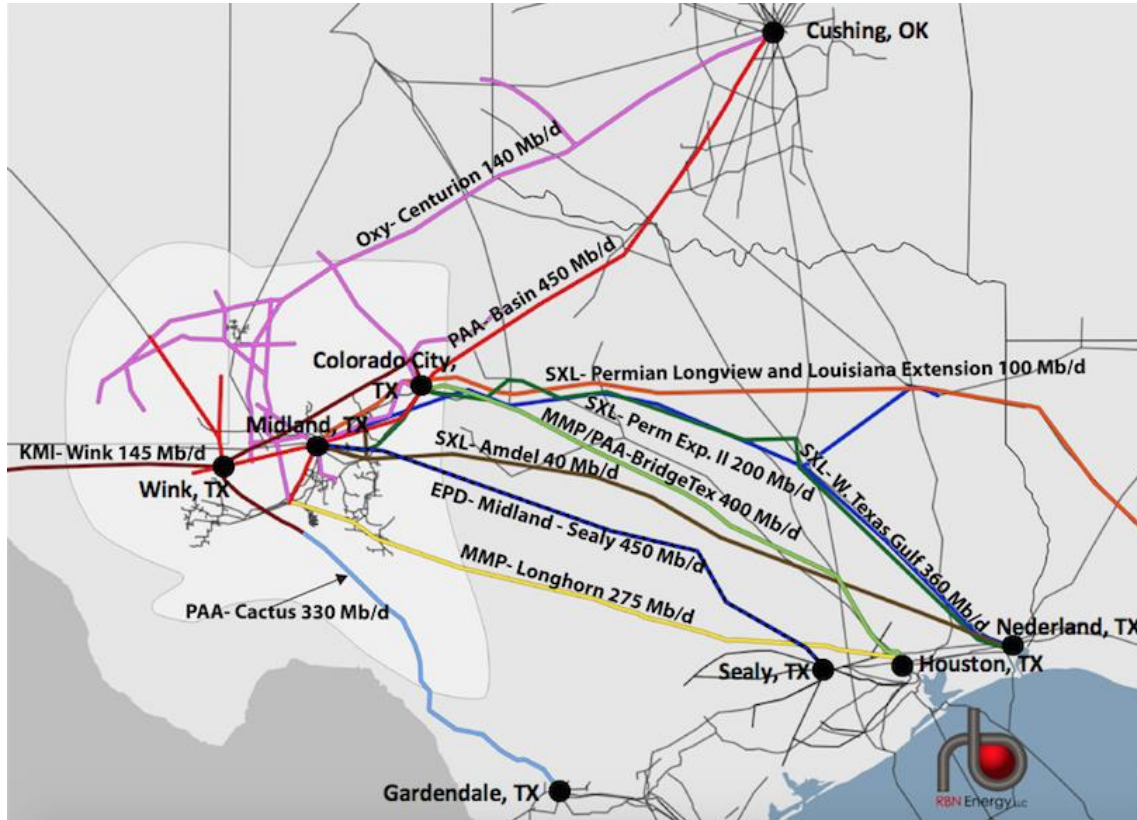 Cushing, OK
Oxy- Centurion 140 Mb/d
PAA- Basin 450 Mb/d
Colorado City,
TX
SXL- Permian Longview and Louisiana Extension 100 Mb/d
Midland, TX
SXL- Perm Exp. II 200 Mb/d
MMP/PAA-BridgeTex 400 Mb/d
SXL- W. Texas Gulf 360 Mb/d
KMI- Wink 145 Mb/d
SXL- Amdel 40 Mb/d
Wink, TX
EPD- Midland - Sealy 450 Mb/d
MMP- Longhorn 275 Mb/d
PAA- Cactus 330 Mb/d
Nederland, TX
Sealy, TX
Houston, TX
Gardendale, TX
RBN Energy LLC